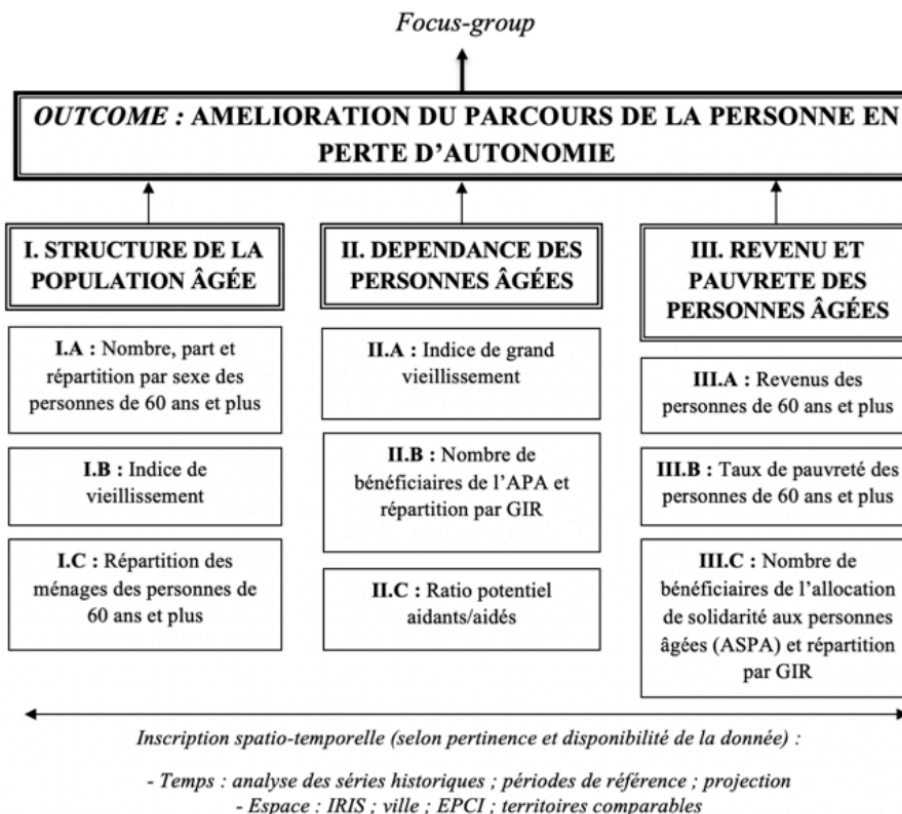 Focus-group
OUTCOME : AMELIORATION DU PARCOURS DE LA PERSONNE EN
PERTE D'AUTONOMIE
I. STRUCTURE DE LA
POPULATION ÂGÉE
I.A : Nombre, part et
répartition par sexe des
personnes de 60 ans et plus
I.B : Indice de
vieillissement
I.C : Répartition des
ménages des personnes de
60 ans et plus
II. DEPENDANCE DES
PERSONNES ÂGÉES
II.A : Indice de grand
vieillissement
II.B : Nombre de
bénéficiaires de l'APA et
répartition par GIR
II.C : Ratio potentiel
aidants/aidés
III. REVENU ET
PAUVRETE DES
PERSONNES ÂGÉES
III.A : Revenus des
personnes de 60 ans et plus
III.B : Taux de pauvreté des
personnes de 60 ans et plus
III.C : Nombre de
bénéficiaires de l'allocation
de solidarité aux personnes
âgées (ASPA) et répartition
par GIR
Inscription spatio-temporelle (selon pertinence et disponibilité de la donnée) :
- Temps : analyse des séries historiques ; périodes de référence ; projection
- Espace : IRIS ; ville ; EPCI ; territoires comparables